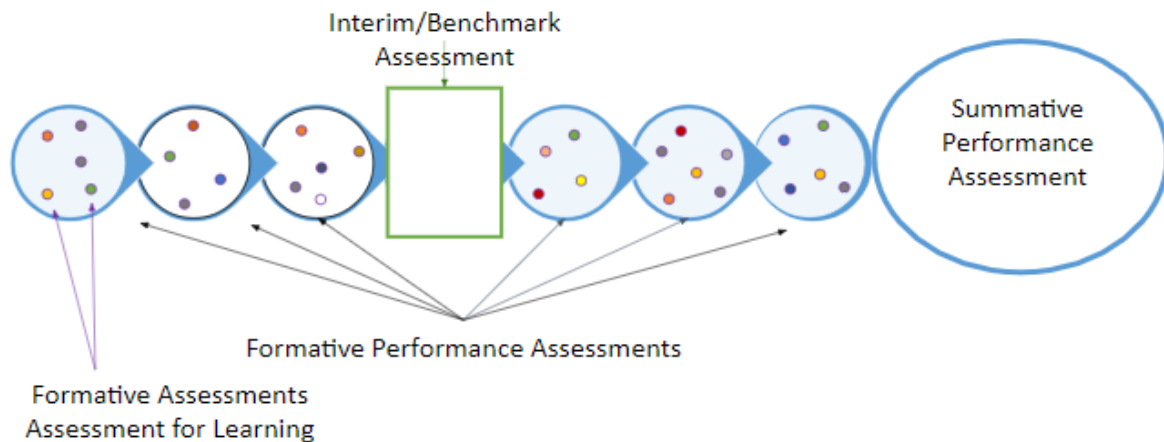 Interim/Benchmark
Assessment
Summative
Performance
Assessment
Formative Performance Assessments
Formative Assessments
Assessment for Learning